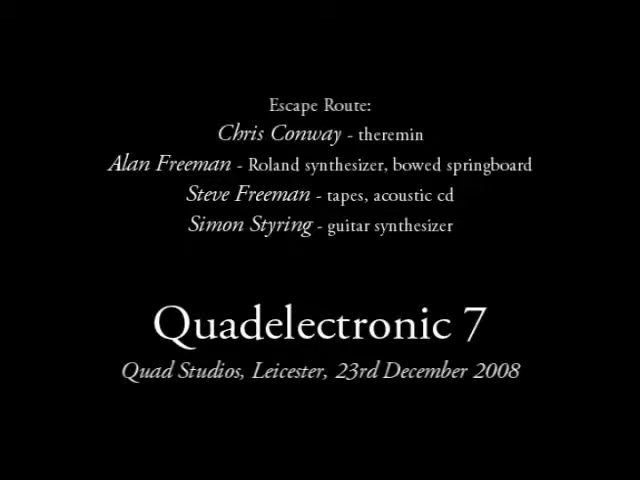 Escape Route:
Chris Conway - theremin
Alan Freeman - Roland synthesizer, bowed springboard
Steve Freeman - tapes, acoustic cd
Simon Styring - guitar synthesizer
Quadelectronic 7
Quad Studios, Leicester, 23rd December 2008